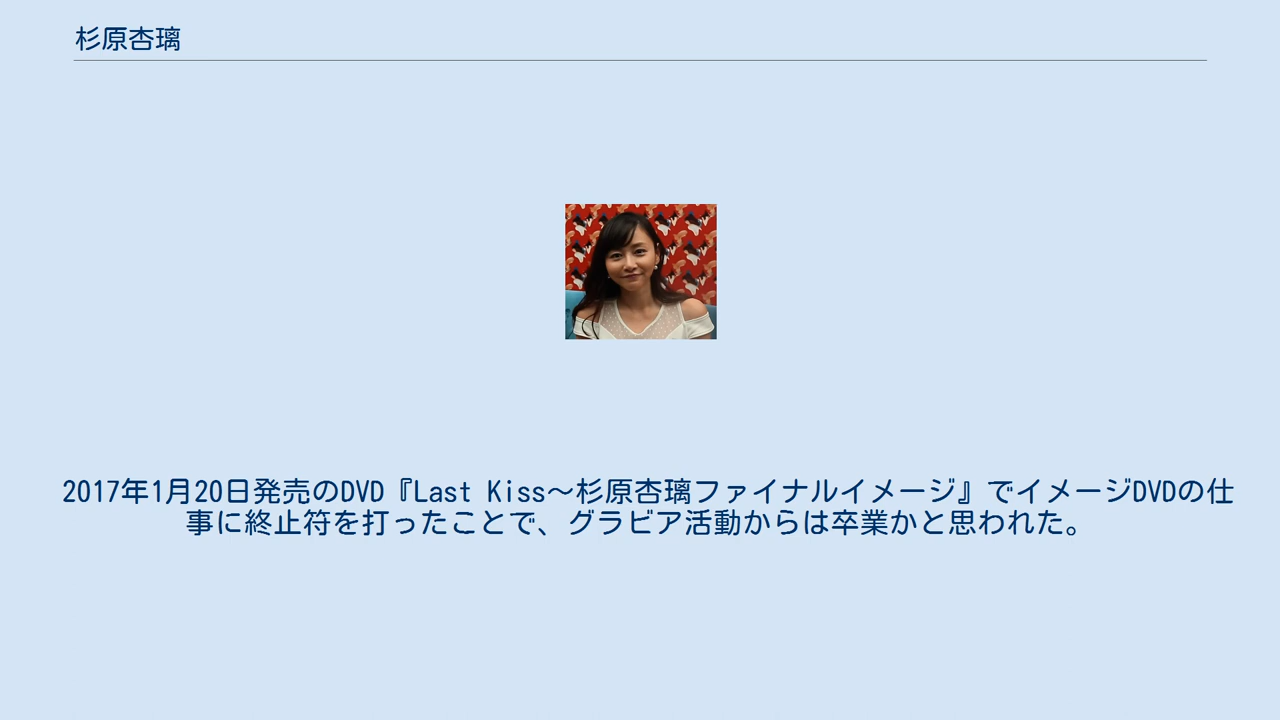 杉原杏璃
2017年1月20日発売のDVD『Last Kiss～杉原杏璃ファイナルイメージ』でイメージDVDの仕
事に終止符を打ったことで、グラビア活動からは卒業かと思われた。